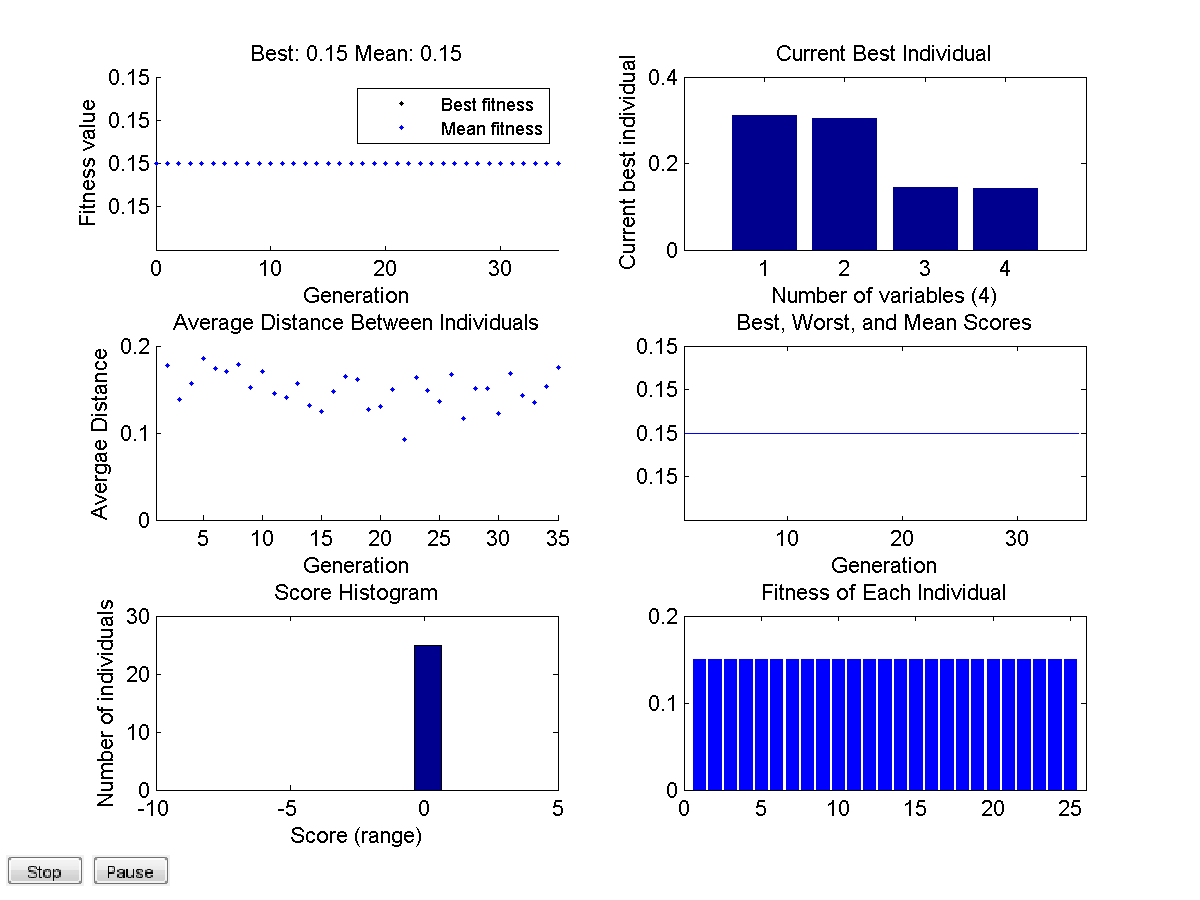 Best: 0.15 Mean: 0.15
Fitness value
0.15
0.15
0.15
0.15
Best fitness
Mean fitness
0 10 20 30
Generation
Current Best Individual
Current best individual
0.4
0.2
0
1 2 3 4
Number of variables (4)
Average Distance Between Individuals
Avergae Distance
0.2
0.1
0
5 10 15 20 25 30 35
Generation
Best, Worst, and Mean Scores
0.15
0.15
0.15
0.15
10 20 30
Generation
Score Histogram
Number of individuals
30
20
10
0
-10 -5 0 5
Score (range)
Fitness of Each Individual
0.2
0.1
0
0 5 10 15 20 25
Stop Pause